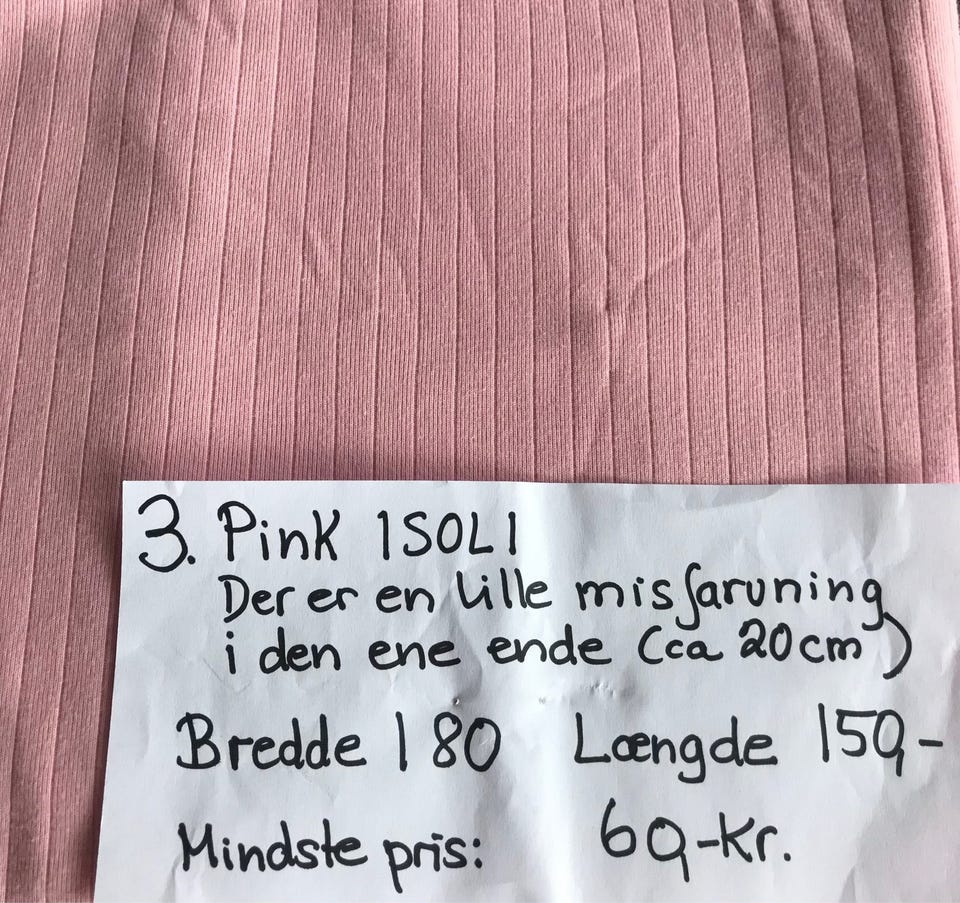 3. Pink ISOLI
Der er en lille misfarvning
i den ene ende (ca 20cm)
Bredde 180 Længde 150,-
Mindste pris: 60,-kr.